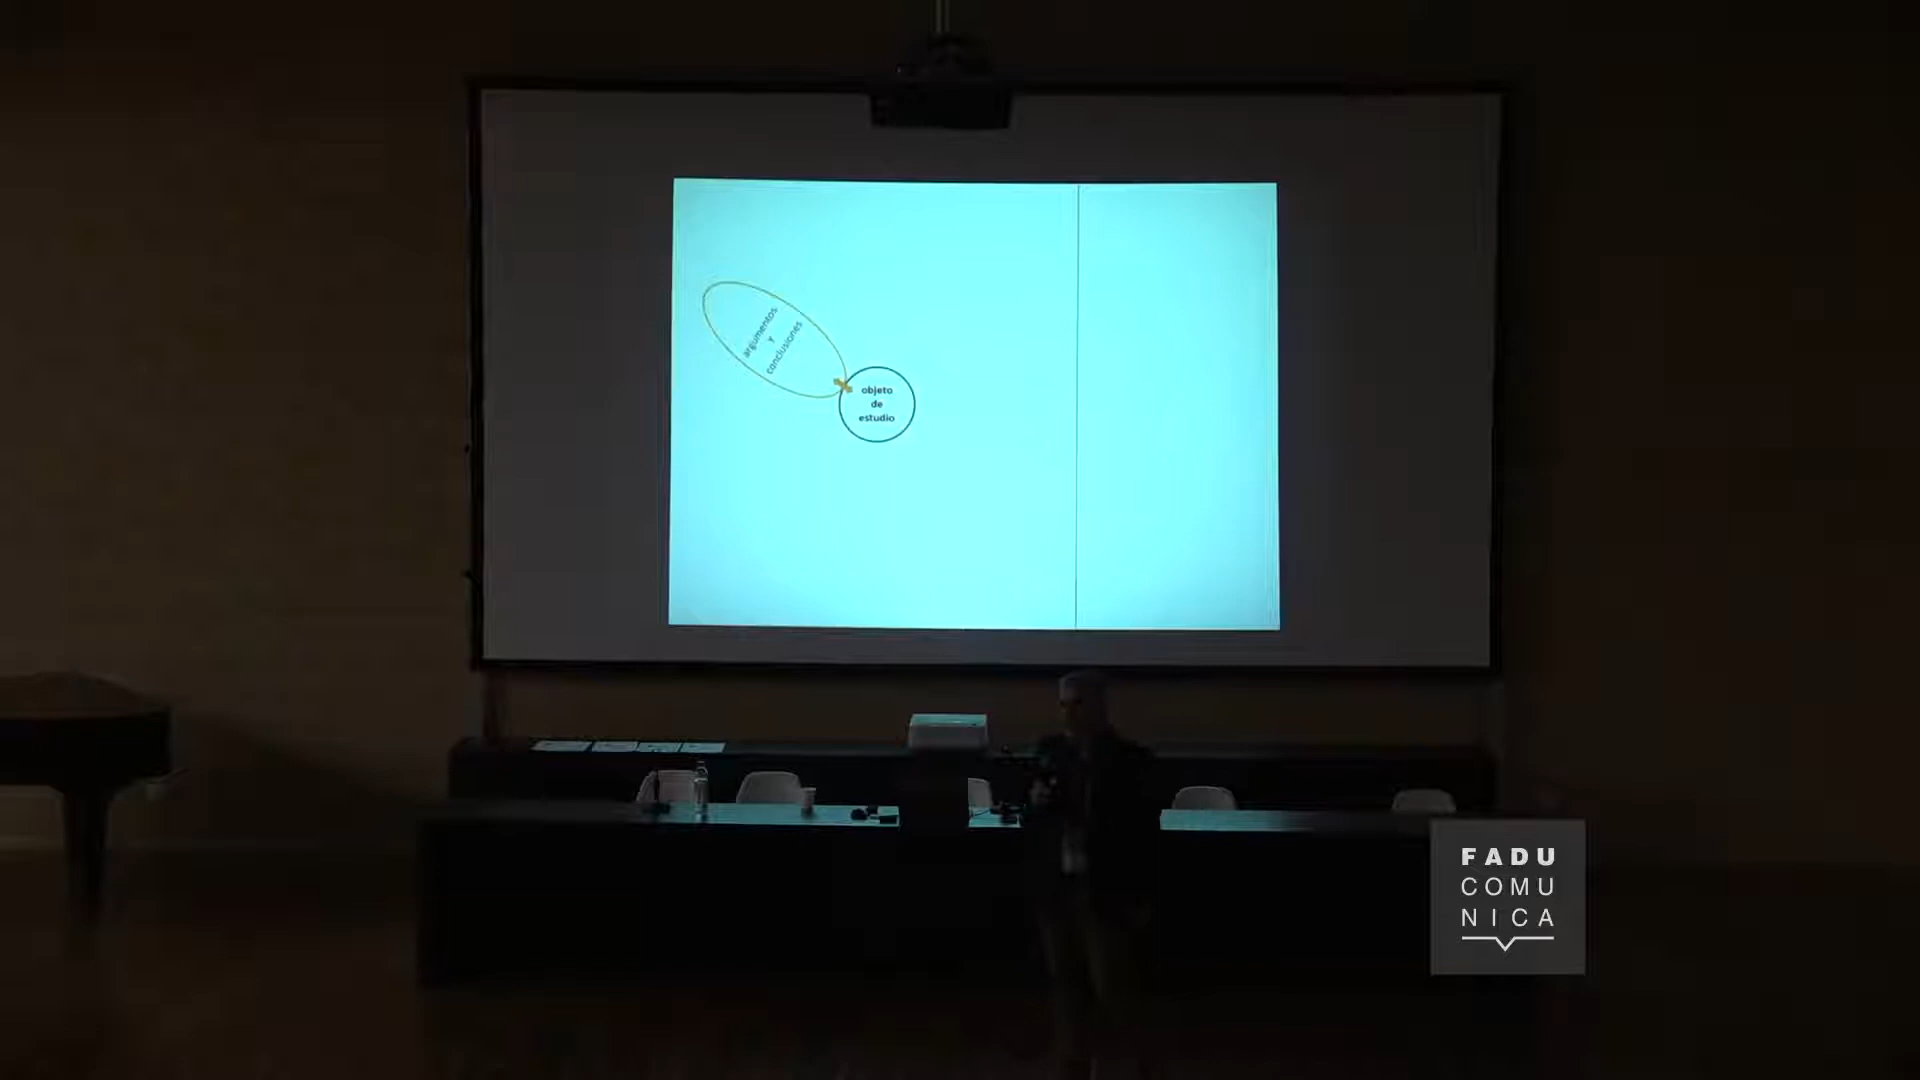 argumentos
y
conclusiones
objeto
de
estudio
FADU
COMU
NICA